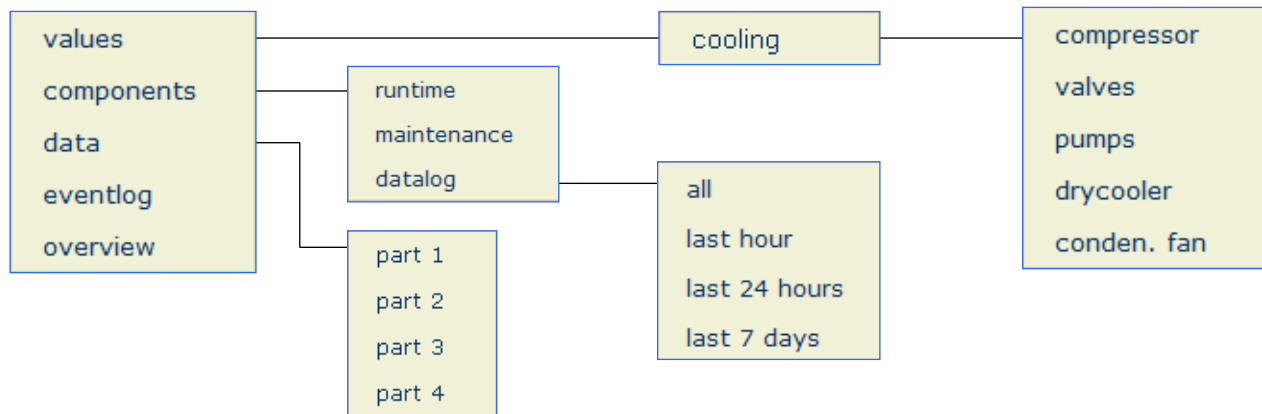 values
components
data
eventlog
overview
runtime
maintenance
datalog
part 1
part 2
part 3
part 4
cooling
all
last hour
last 24 hours
last 7 days
compressor
valves
pumps
drycooler
conden. fan